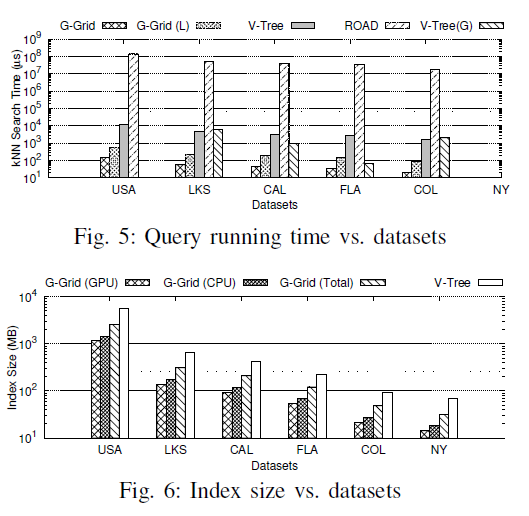 G-Grid G-Grid (L) V-Tree ROAD V-Tree(G)
kNN Search Time (μs)
10^9
10^8
10^7
10^6
10^5
10^4
10^3
10^2
10^1
USA LKS CAL FLA COL NY
Datasets
Fig. 5: Query running time vs. datasets
G-Grid (GPU) G-Grid (CPU) G-Grid (Total) V-Tree
Index Size (MB)
10^4
10^3
10^2
10^1
USA LKS CAL FLA COL NY
Datasets
Fig. 6: Index size vs. datasets